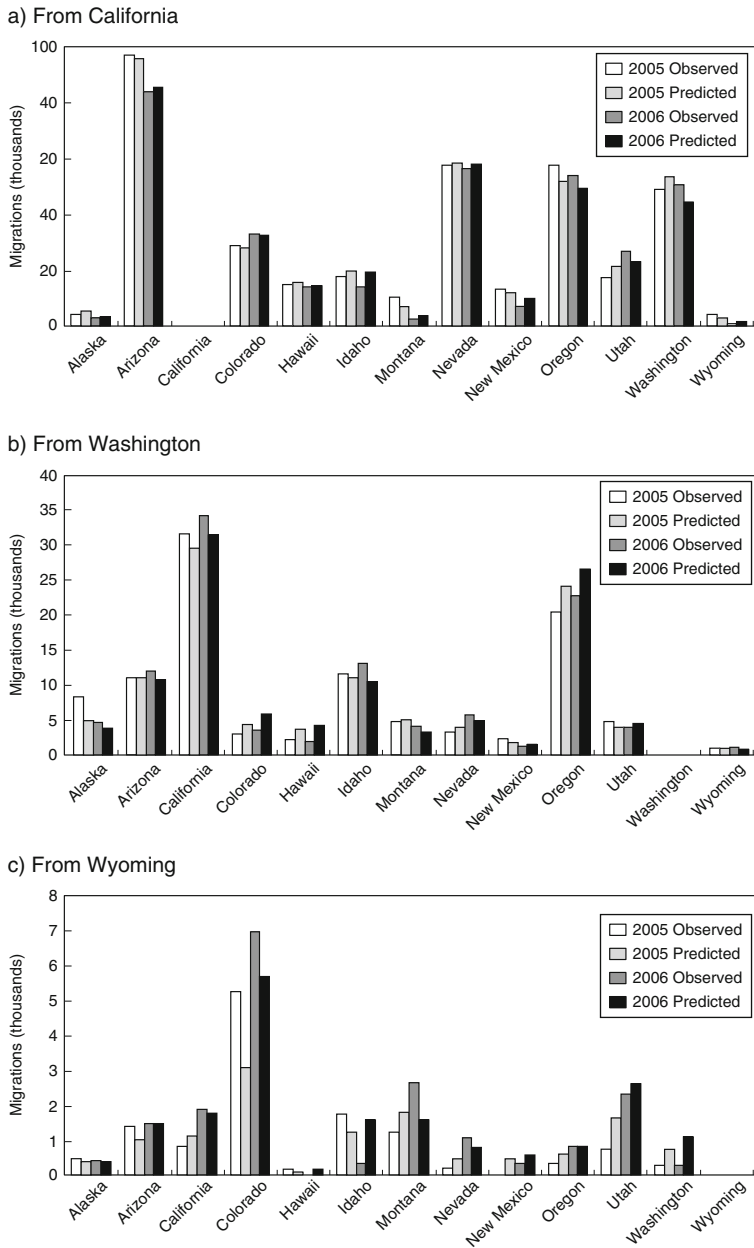 a) From California
Migrations (thousands)
100
40
20
40
20
0
2005 Observed
2005 Predicted
2006 Observed
2006 Predicted
Alaska
Arizona
California
Colorado
Hawaii
Idaho
Montana
Nevada
New Mexico
Oregon
Utah
Washington
Wyoming
b) From Washington
Migrations (thousands)
40
35
30
25
20
15
10
5
0
2005 Observed
2005 Predicted
2006 Observed
2006 Predicted
Alaska
Arizona
California
Colorado
Hawaii
Idaho
Montana
Nevada
New Mexico
Oregon
Utah
Washington
Wyoming
c) From Wyoming
Migrations (thousands)
8
7
6
5
4
3
2
1
0
2005 Observed
2005 Predicted
2006 Observed
2006 Predicted
Alaska
Arizona
California
Colorado
Hawaii
Idaho
Montana
Nevada
New Mexico
Oregon
Utah
Washington
Wyoming